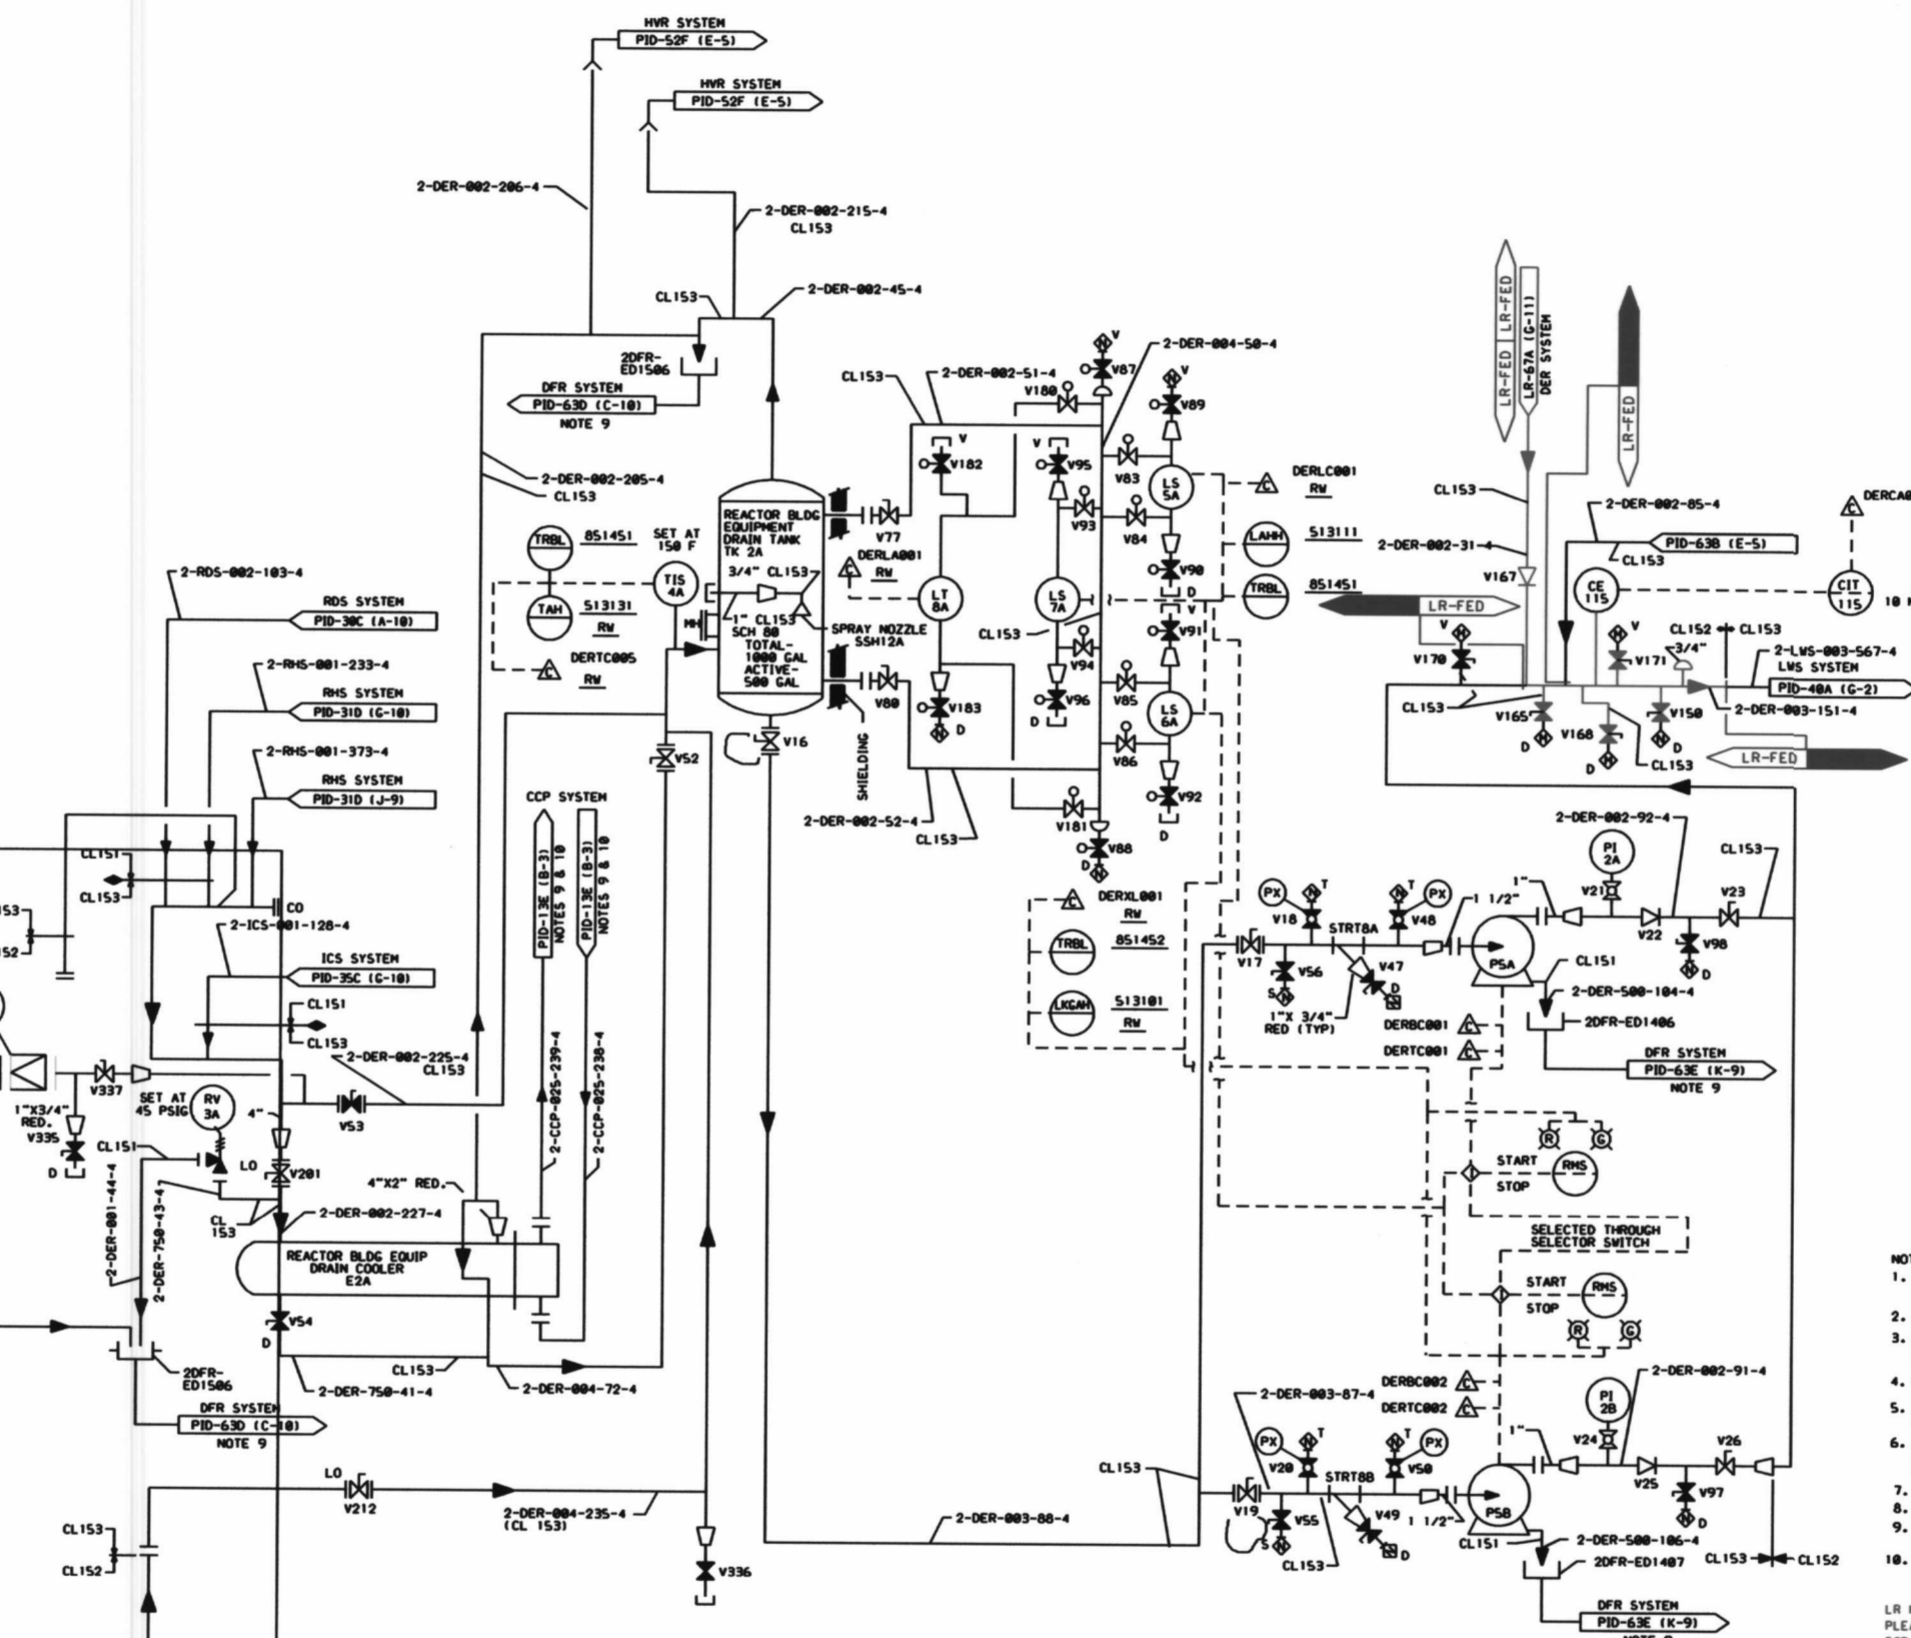 HVR SYSTEM
PID-52F (E-5)
HVR SYSTEM
PID-52F (E-5)
2-DER-002-206-4
2-DER-002-215-4
CL153
CL153
2-DER-002-45-4
2DFR-
ED1506
DFR SYSTEM
PID-63D (C-10)
NOTE 9
2-DER-002-205-4
CL153
TRBL
851451
SET AT
150 F
TIS
4A
TAH
513131
RW
DERTC005
C
RW
REACTOR BLDG
EQUIPMENT
DRAIN TANK
TK 2A
3/4" CL153
1" CL153
SCH 80
MH
TOTAL-
1000 GAL
ACTIVE-
500 GAL
SPRAY NOZZLE
SSH12A
SHIELDING
V77
V80
V16
V52
CL153
2-DER-002-51-4
V180
V87
V
2-DER-004-50-4
V
V89
V182
V
V
V95
V83
LS
5A
V93
V84
DERLA001
C
RW
LT
8A
LS
7A
CL153
V90
D
V
V91
V94
V85
V96
D
LS
6A
V183
D
N
V86
V92
D
2-DER-002-52-4
CL153
V181
V88
D
N
C
DERLC001
RW
LAHH
513111
TRBL
851451
LR-FED
LR-FED
LR-67A (G-11)
DER SYSTEM
LR-FED
CL153
2-DER-002-85-4
PID-63B (E-5)
CL153
2-DER-002-31-4
V167
CE
115
C
CIT
115
LR-FED
V
V170
V
V171
CL152
CL153
3/4"
2-LWS-003-567-4
LWS SYSTEM
PID-40A (G-2)
2-DER-003-151-4
CL153
V165
D
V168
D
V150
D
CL153
LR-FED
2-RDS-002-103-4
RDS SYSTEM
PID-30C (A-10)
2-RHS-001-233-4
RHS SYSTEM
PID-31D (G-10)
2-RHS-001-373-4
RHS SYSTEM
PID-31D (J-9)
CL151
CL153
CO
2-ICS-001-128-4
ICS SYSTEM
PID-35C (G-10)
CL151
CL153
2-DER-002-225-4
CL153
V337
1"X3/4"
RED.
V335
D
SET AT
45 PSIG
RV
3A
4"
V53
CL151
LO
V201
2-DER-001-44-4
2-DER-750-43-4
CL
153
2-DER-002-227-4
4"X2" RED.
REACTOR BLDG EQUIP
DRAIN COOLER
E2A
V54
D
2DFR-
ED1506
2-DER-750-41-4
CL153
2-DER-004-72-4
DFR SYSTEM
PID-63D (C-10)
NOTE 9
LO
V212
2-DER-004-235-4
(CL 153)
CL153
CL152
V336
CCP SYSTEM
PID-13E (B-3)
NOTES 9 & 10
PID-13E (B-3)
NOTES 9 & 10
2-CCP-025-239-4
2-CCP-025-238-4
C
DERXL001
RW
TRBL
851452
LKGAH
513101
RW
PX
T
V18
T
PX
V48
V17
V56
S
STRT8A
V47
D
1"X 3/4"
RED (TYP)
1 1/2"
P5A
1"
PI
2A
V21
2-DER-002-92-4
V22
V98
D
V23
CL153
CL151
2-DER-500-104-4
2DFR-ED1406
DFR SYSTEM
PID-63E (K-9)
NOTE 9
DERBC001
C
DERTC001
C
R
G
START
STOP
RMS
SELECTED THROUGH
SELECTOR SWITCH
START
STOP
RMS
R
G
DERBC002
C
DERTC002
C
2-DER-003-87-4
CL153
2-DER-003-88-4
PX
T
V20
T
PX
V50
V19
V55
S
STRT8B
V49
D
CL153
1 1/2"
P5B
1"
PI
2B
V24
2-DER-002-91-4
V25
V97
D
V26
CL151
2-DER-500-106-4
2DFR-ED1407
CL153
CL152
DFR SYSTEM
PID-63E (K-9)
1.
2.
3.
4.
5.
6.
7.
8.
9.
10.